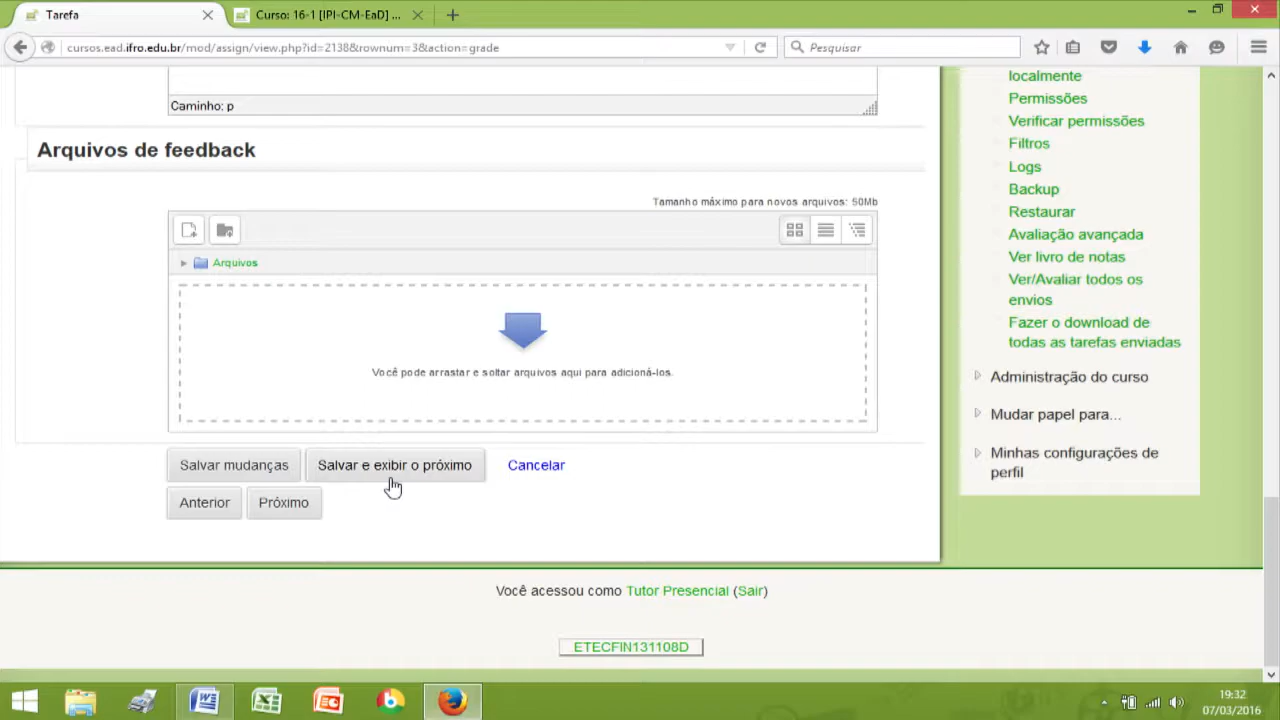 Tarefa
Curso: 16-1 [IPI-CM-EaD] ...
cursos.ead.ifro.edu.br/mod/assign/view.php?id=2138&rownum=3&action=grade
Pesquisar
Caminho: p
Arquivos de feedback
Tamanho máximo para novos arquivos: 50Mb
Arquivos
Você pode arrastar e soltar arquivos aqui para adicioná-los.
Salvar mudanças
Salvar e exibir o próximo
Cancelar
Anterior
Próximo
localmente
Permissões
Verificar permissões
Filtros
Logs
Backup
Restaurar
Avaliação avançada
Ver livro de notas
Ver/Avaliar todos os
envios
Fazer o download de
todas as tarefas enviadas
Administração do curso
Mudar papel para...
Minhas configurações de
perfil
Você acessou como Tutor Presencial (Sair)
ETECFIN131108D
19:32
07/03/2016